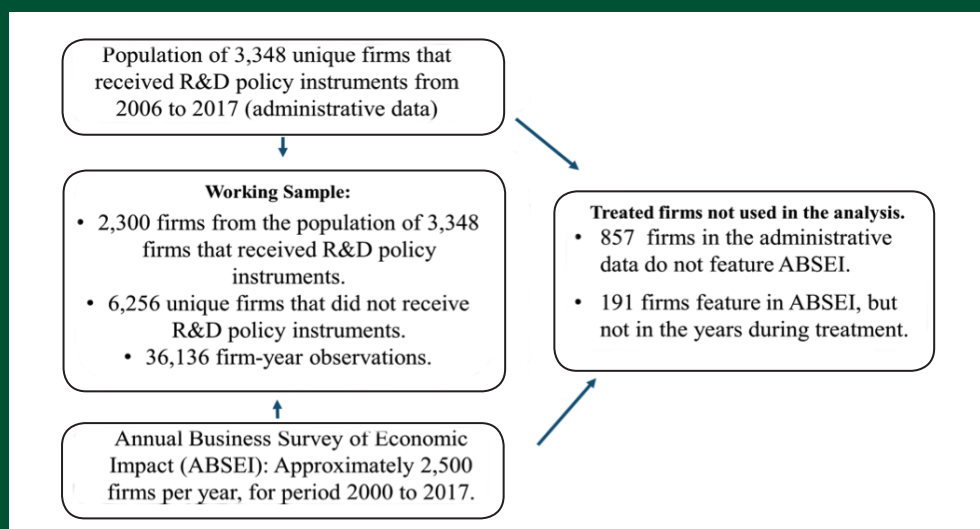 Population of 3,348 unique firms that
received R&D policy instruments from
2006 to 2017 (administrative data)
Working Sample:
• 2,300 firms from the population of 3,348
firms that received R&D policy
instruments.
• 6,256 unique firms that did not receive
R&D policy instruments.
• 36,136 firm-year observations.
Treated firms not used in the analysis.
• 857 firms in the administrative
data do not feature ABSEI.
• 191 firms feature in ABSEI, but
not in the years during treatment.
Annual Business Survey of Economic
Impact (ABSEI): Approximately 2,500
firms per year, for period 2000 to 2017.